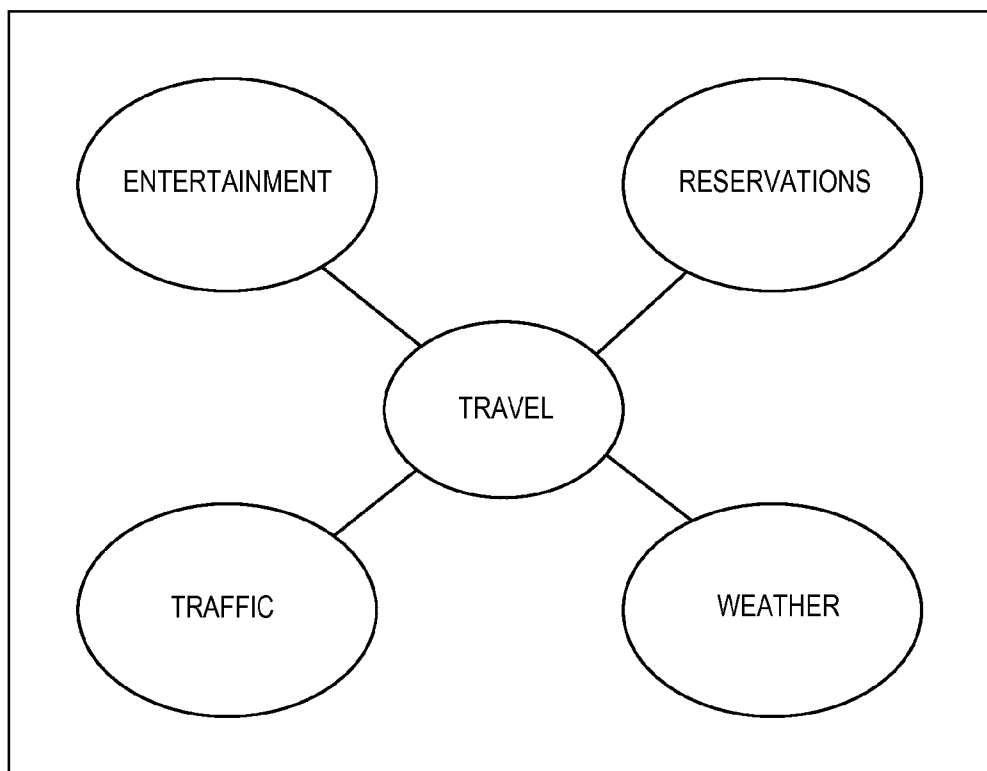 ENTERTAINMENT
RESERVATIONS
TRAVEL
TRAFFIC
WEATHER